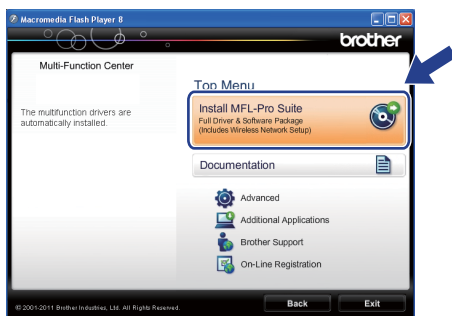 Macromedia Flash Player 8
brother
Multi-Function Center
The multifunction drivers are
automatically installed.
Top Menu
Install MFL-Pro Suite
Full Driver & Software Package
(Includes Wireless Network Setup)
Documentation
Advanced
Additional Applications
Brother Support
On-Line Registration
© 2001-2011 Brother Industries, Ltd. All Rights Reserved.
Back
Exit